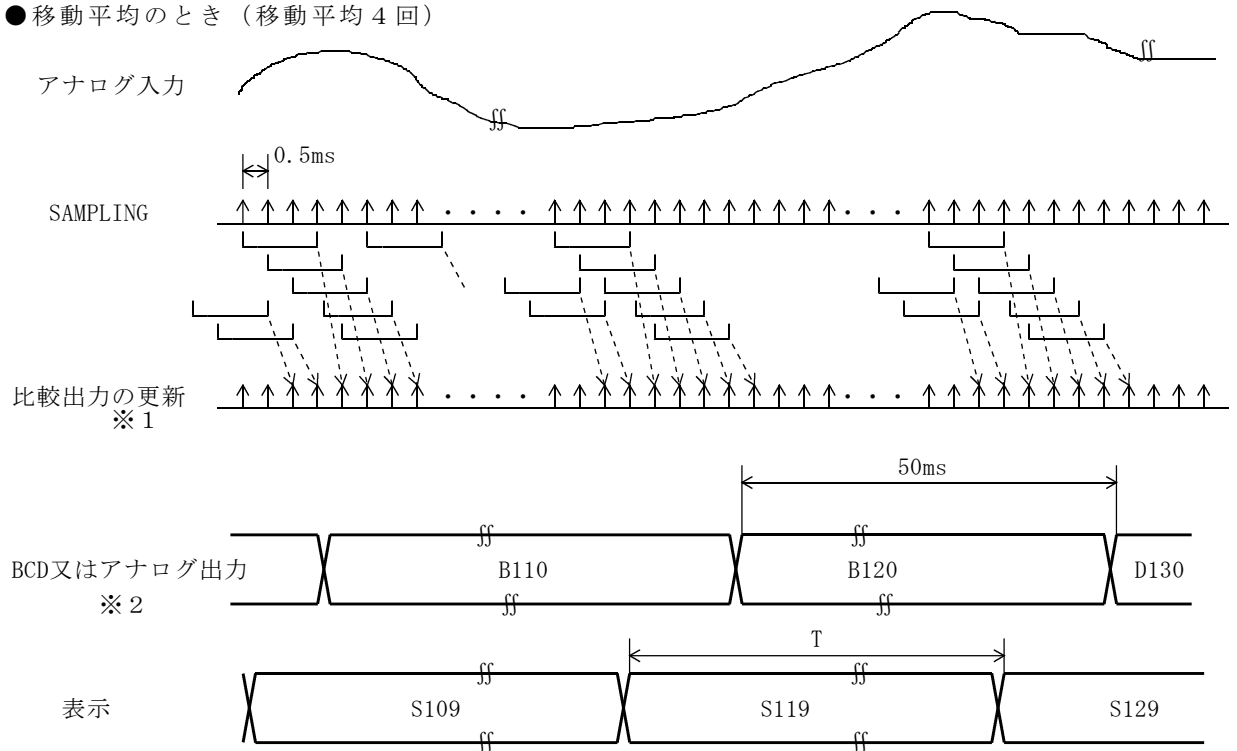 ●移動平均のとき（移動平均４回）
アナログ入力
0.5ms
SAMPLING
比較出力の更新
※１
50ms
BCD又はアナログ出力
※２
B110
B120
D130
T
表示
S109
S119
S129